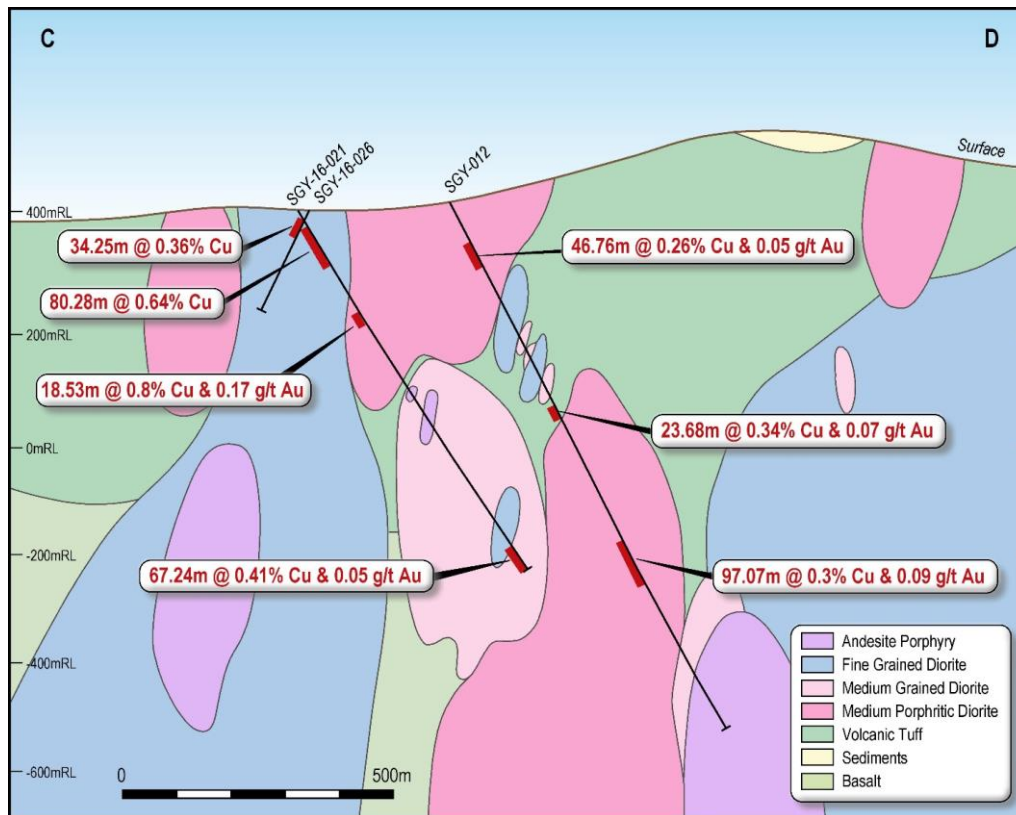 C
D
Surface
SGY-16-021
SGY-16-026
SGY-012
400mRL
34.25m @ 0.36% Cu
46.76m @ 0.26% Cu & 0.05 g/t Au
80.28m @ 0.64% Cu
200mRL
18.53m @ 0.8% Cu & 0.17 g/t Au
23.68m @ 0.34% Cu & 0.07 g/t Au
0mRL
-200mRL
67.24m @ 0.41% Cu & 0.05 g/t Au
97.07m @ 0.3% Cu & 0.09 g/t Au
-400mRL
-600mRL
0
500m
Andesite Porphyry
Fine Grained Diorite
Medium Grained Diorite
Medium Porphritic Diorite
Volcanic Tuff
Sediments
Basalt